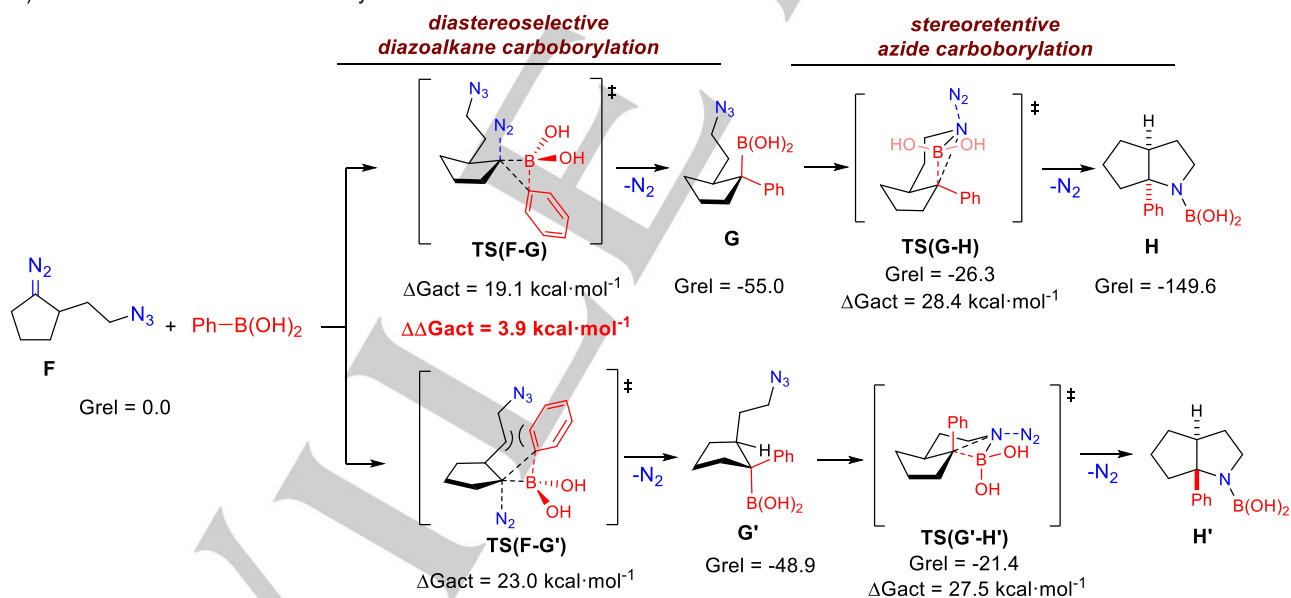 diastereoselective
diazoalkane carboborylation
stereoretentive
azide carboborylation
N3
N2
B
OH
OH
‡
TS(F-G)
ΔGact = 19.1 kcal·mol-1
ΔΔGact = 3.9 kcal·mol-1
-N2
N3
B(OH)2
Ph
G
Grel = -55.0
N2
N
HO
B
OH
Ph
‡
TS(G-H)
Grel = -26.3
ΔGact = 28.4 kcal·mol-1
-N2
H
N
Ph
B(OH)2
H
Grel = -149.6
N2
N3
F
Grel = 0.0
+
Ph-B(OH)2
N3
B
OH
OH
N2
‡
TS(F-G')
ΔGact = 23.0 kcal·mol-1
-N2
N3
H
Ph
B(OH)2
G'
Grel = -48.9
Ph
N
N2
B
OH
OH
‡
TS(G'-H')
Grel = -21.4
ΔGact = 27.5 kcal·mol-1
-N2
H
N
Ph
B(OH)2
H'